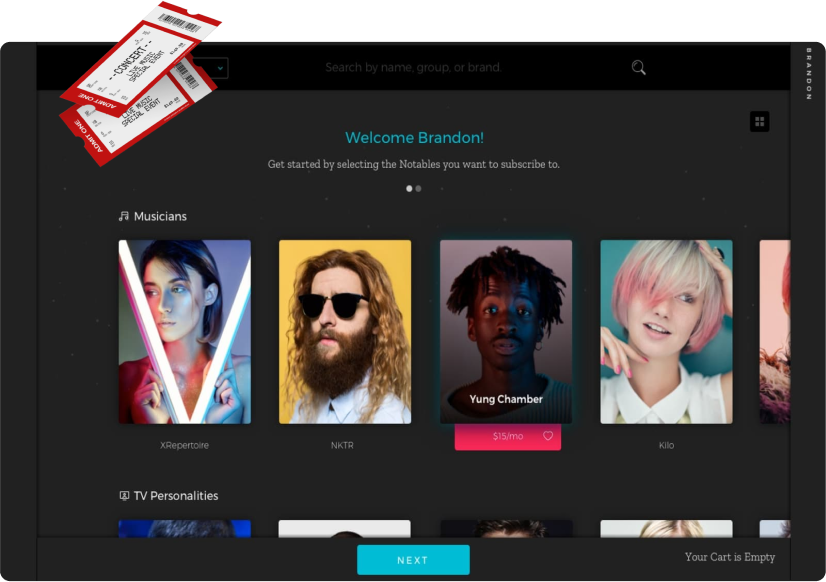 --CONCERT--
LIVE MUSIC
SPECIAL EVENT
ADMIT ONE
LIVE MUSIC
SPECIAL EVENT
ADMIT ONE
Search by name, group, or brand.
BRANDON
Welcome Brandon!
Get started by selecting the Notables you want to subscribe to.
Musicians
Yung Chamber
$15/mo
XRepertoire
NKTR
Kilo
TV Personalities
NEXT
Your Cart is Empty